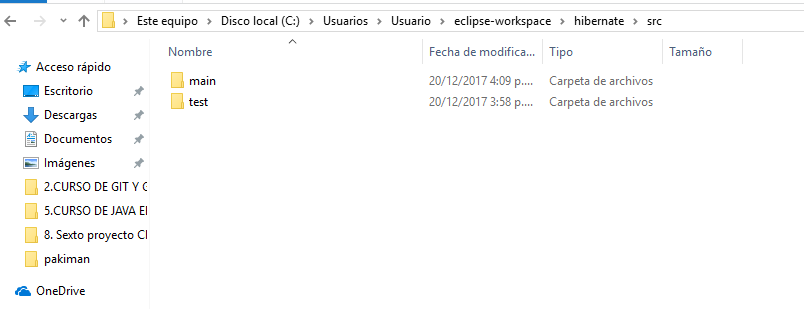 Este equipo > Disco local (C:) > Usuarios > Usuario > eclipse-workspace > hibernate > src
Nombre Fecha de modifica... Tipo Tamaño
main 20/12/2017 4:09 p.... Carpeta de archivos
test 20/12/2017 3:58 p.... Carpeta de archivos
Acceso rápido
Escritorio
Descargas
Documentos
Imágenes
2.CURSO DE GIT Y G
5.CURSO DE JAVA E
8. Sexto proyecto C
pakiman
OneDrive